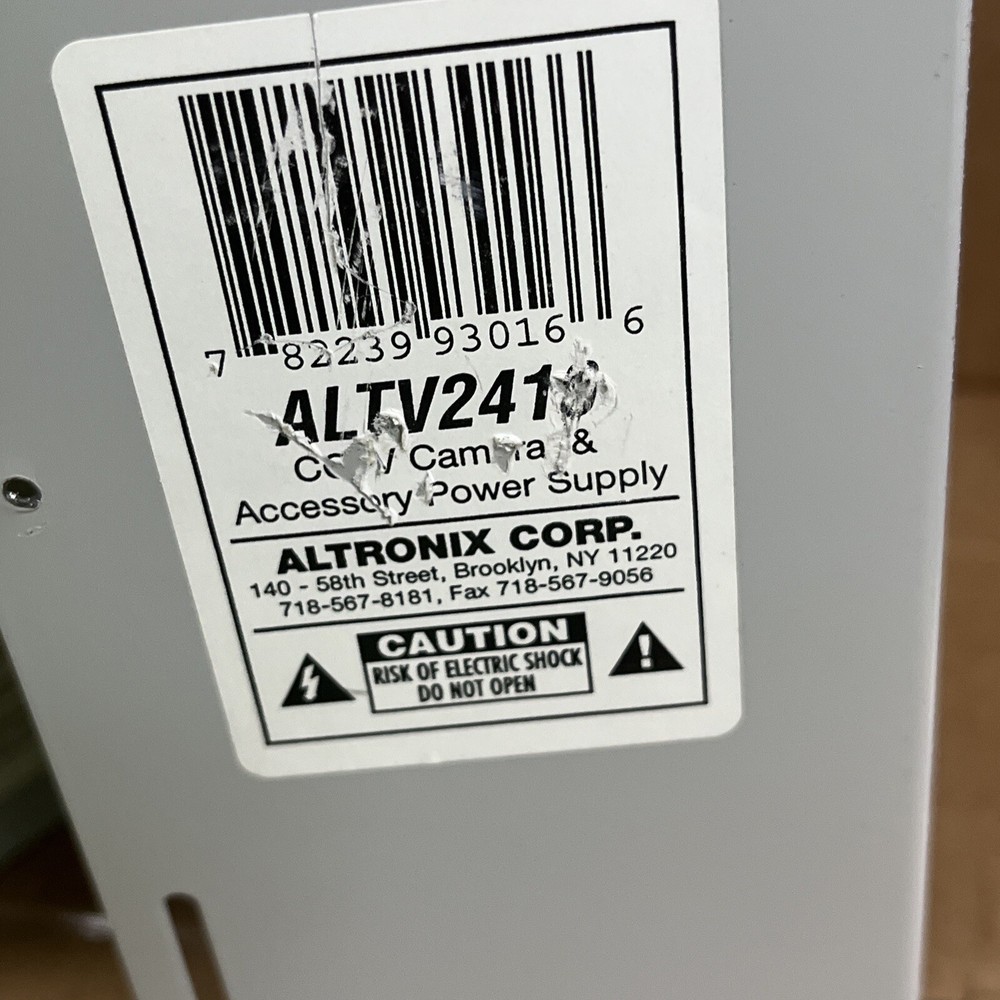 7 82239 93016 6
Camera &
Accessory Power Supply
ALTRONIX CORP.
140 - 58th Street, Brooklyn, NY 11220
718-567-8181, Fax 718-567-9056
CAUTION
RISK OF ELECTRIC SHOCK
DO NOT OPEN